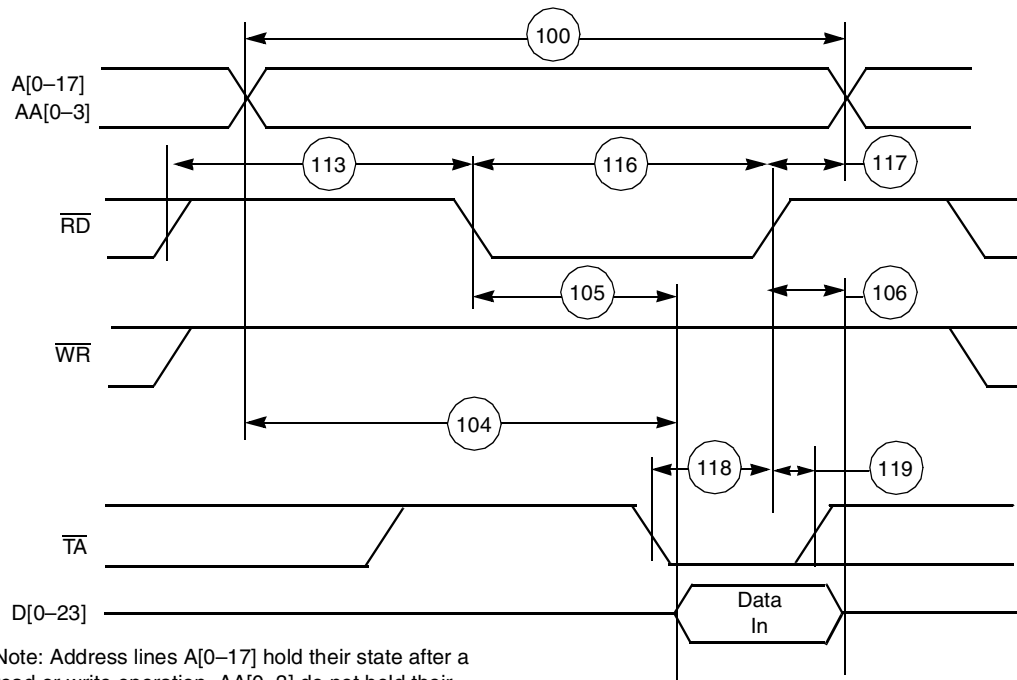 100
A[0–17]
AA[0–3]
113
116
117
RD
105
106
WR
104
118
119
TA
D[0–23]
Data
In
Note: Address lines A[0–17] hold their state after a
read or write operation. AA[0–3] do not hold their